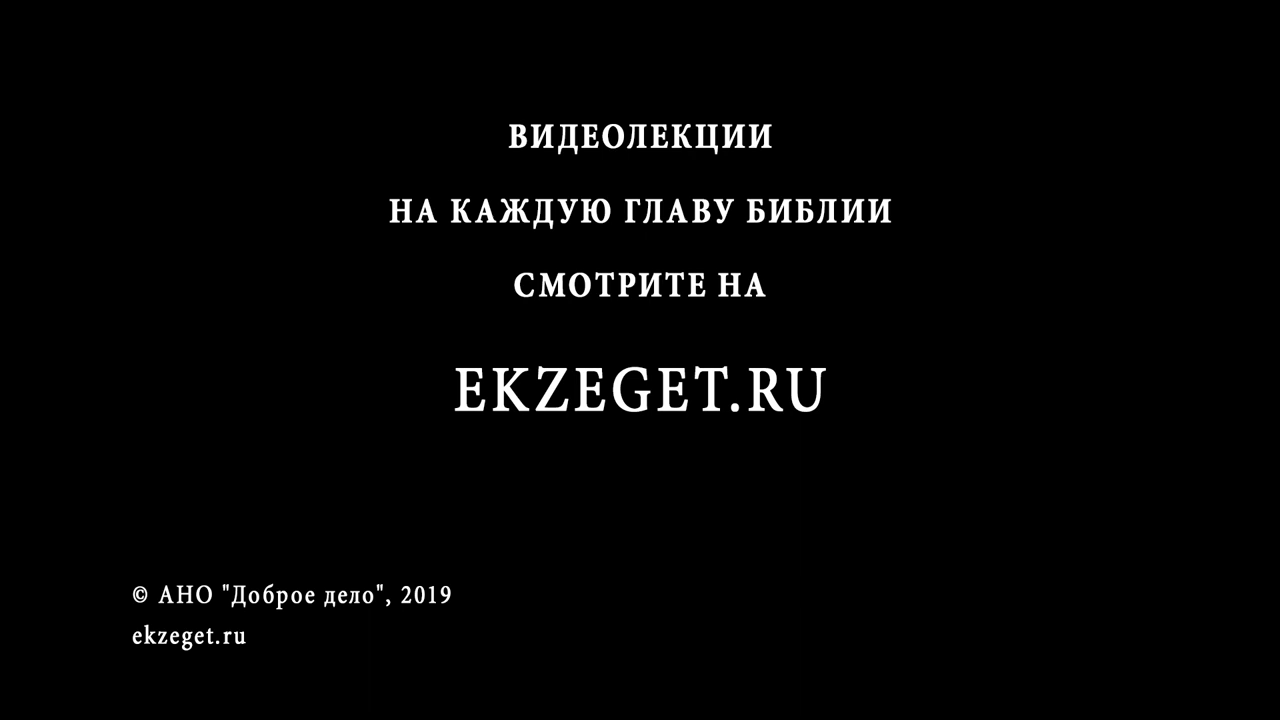 ВИДЕОЛЕКЦИИ
НА КАЖДУЮ ГЛАВУ БИБЛИИ
СМОТРИТЕ НА
EKZEGET.RU
© АНО "Доброе дело", 2019
ekzeget.ru